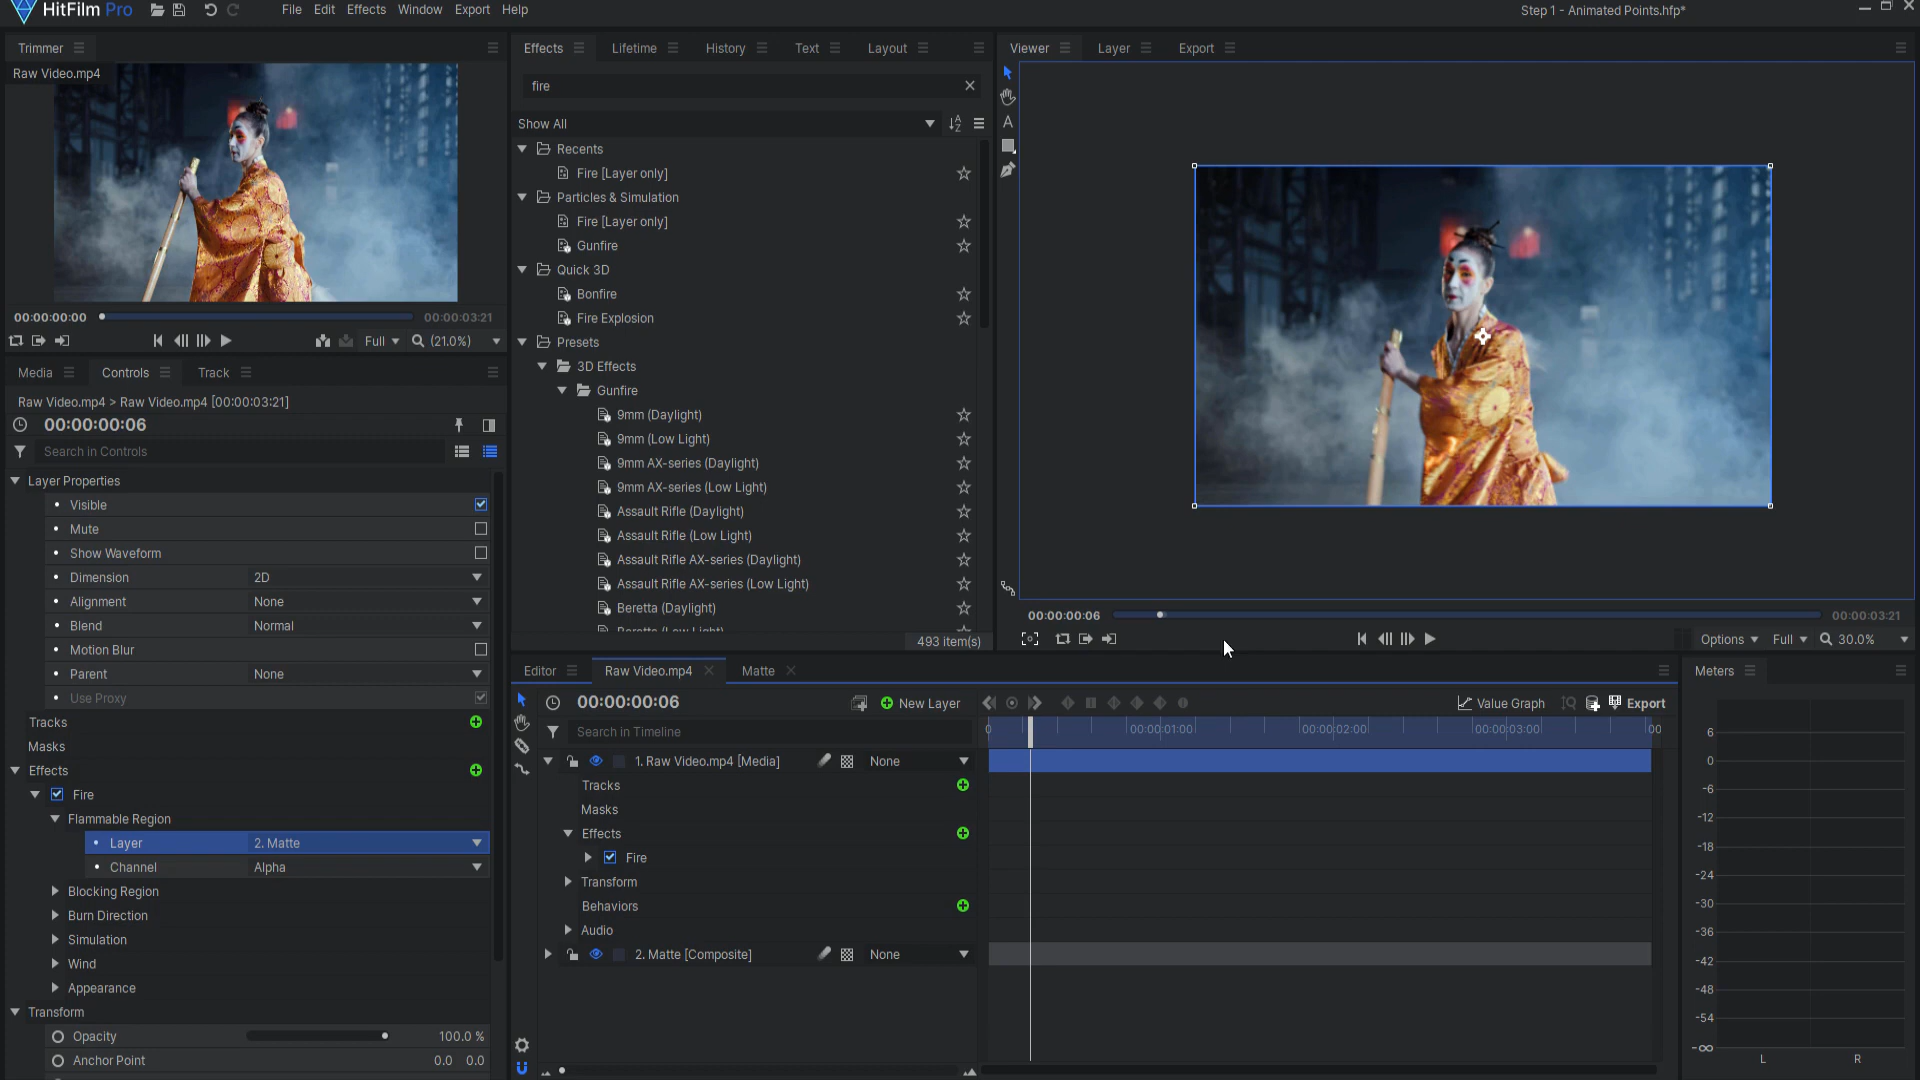 HitFilm Pro
File Edit Effects Window Export Help
Step 1 - Animated Points.hfp*
Trimmer
Raw Video.mp4
00:00:00:00
00:00:03:21
Full
(21.0%)
Media Controls Track
Raw Video.mp4 > Raw Video.mp4 [00:00:03:21]
00:00:00:06
Search in Controls
Layer Properties
Visible
Mute
Show Waveform
Dimension 2D
Alignment None
Blend Normal
Motion Blur
Parent None
Use Proxy
Tracks
Masks
Effects
Fire
Flammable Region
Layer 2. Matte
Channel Alpha
Blocking Region
Burn Direction
Simulation
Wind
Appearance
Transform
Opacity 100.0 %
Anchor Point 0.0 0.0
Effects Lifetime History Text Layout
fire
Show All
Recents
Fire [Layer only]
Particles & Simulation
Fire [Layer only]
Gunfire
Quick 3D
Bonfire
Fire Explosion
Presets
3D Effects
Gunfire
9mm (Daylight)
9mm (Low Light)
9mm AX-series (Daylight)
9mm AX-series (Low Light)
Assault Rifle (Daylight)
Assault Rifle (Low Light)
Assault Rifle AX-series (Daylight)
Assault Rifle AX-series (Low Light)
Beretta (Daylight)
Beretta (Low Light)
493 item(s)
Viewer Layer Export
00:00:00:06
00:00:03:21
Options Full 30.0%
Editor Raw Video.mp4 Matte
00:00:00:06
New Layer
Value Graph
Export
Search in Timeline
0 00:00:01:00 00:00:02:00 00:00:03:00 00
1. Raw Video.mp4 [Media] None
Tracks
Masks
Effects
Fire
Transform
Behaviors
Audio
2. Matte [Composite] None
Meters
6
0
-6
-12
-18
-24
-30
-36
-42
-48
-54
-∞
L R